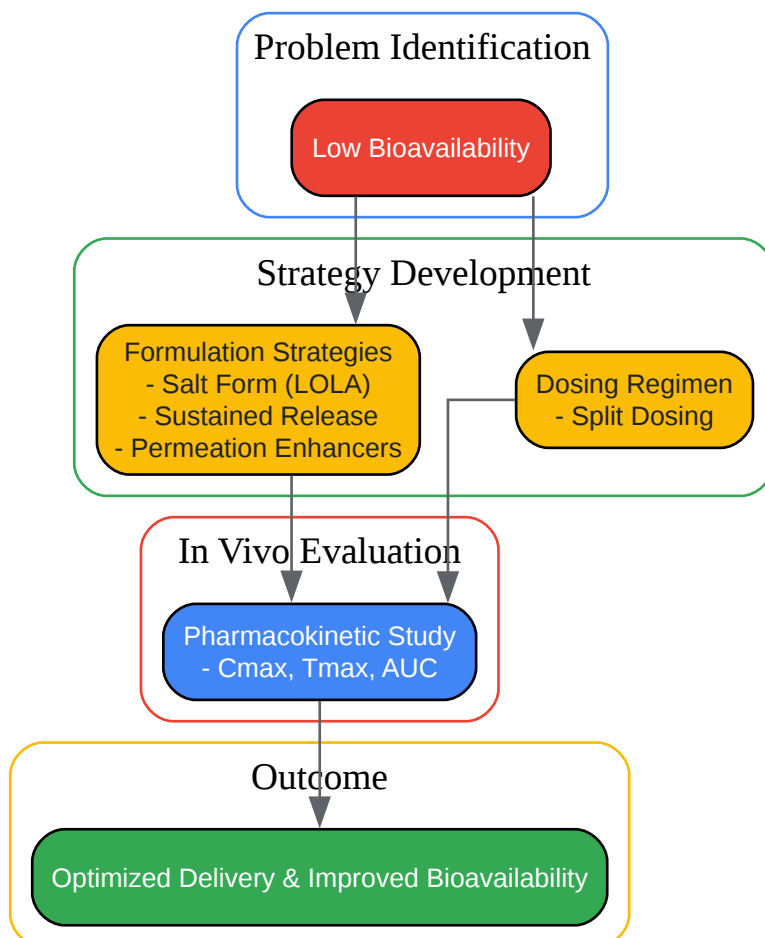 Problem Identification
Low Bioavailability
Strategy Development
Formulation Strategies
- Salt Form (LOLA)
- Sustained Release
- Permeation Enhancers
Dosing Regimen
- Split Dosing
In Vivo Evaluation
Pharmacokinetic Study
- Cmax, Tmax, AUC
Outcome
Optimized Delivery & Improved Bioavailability